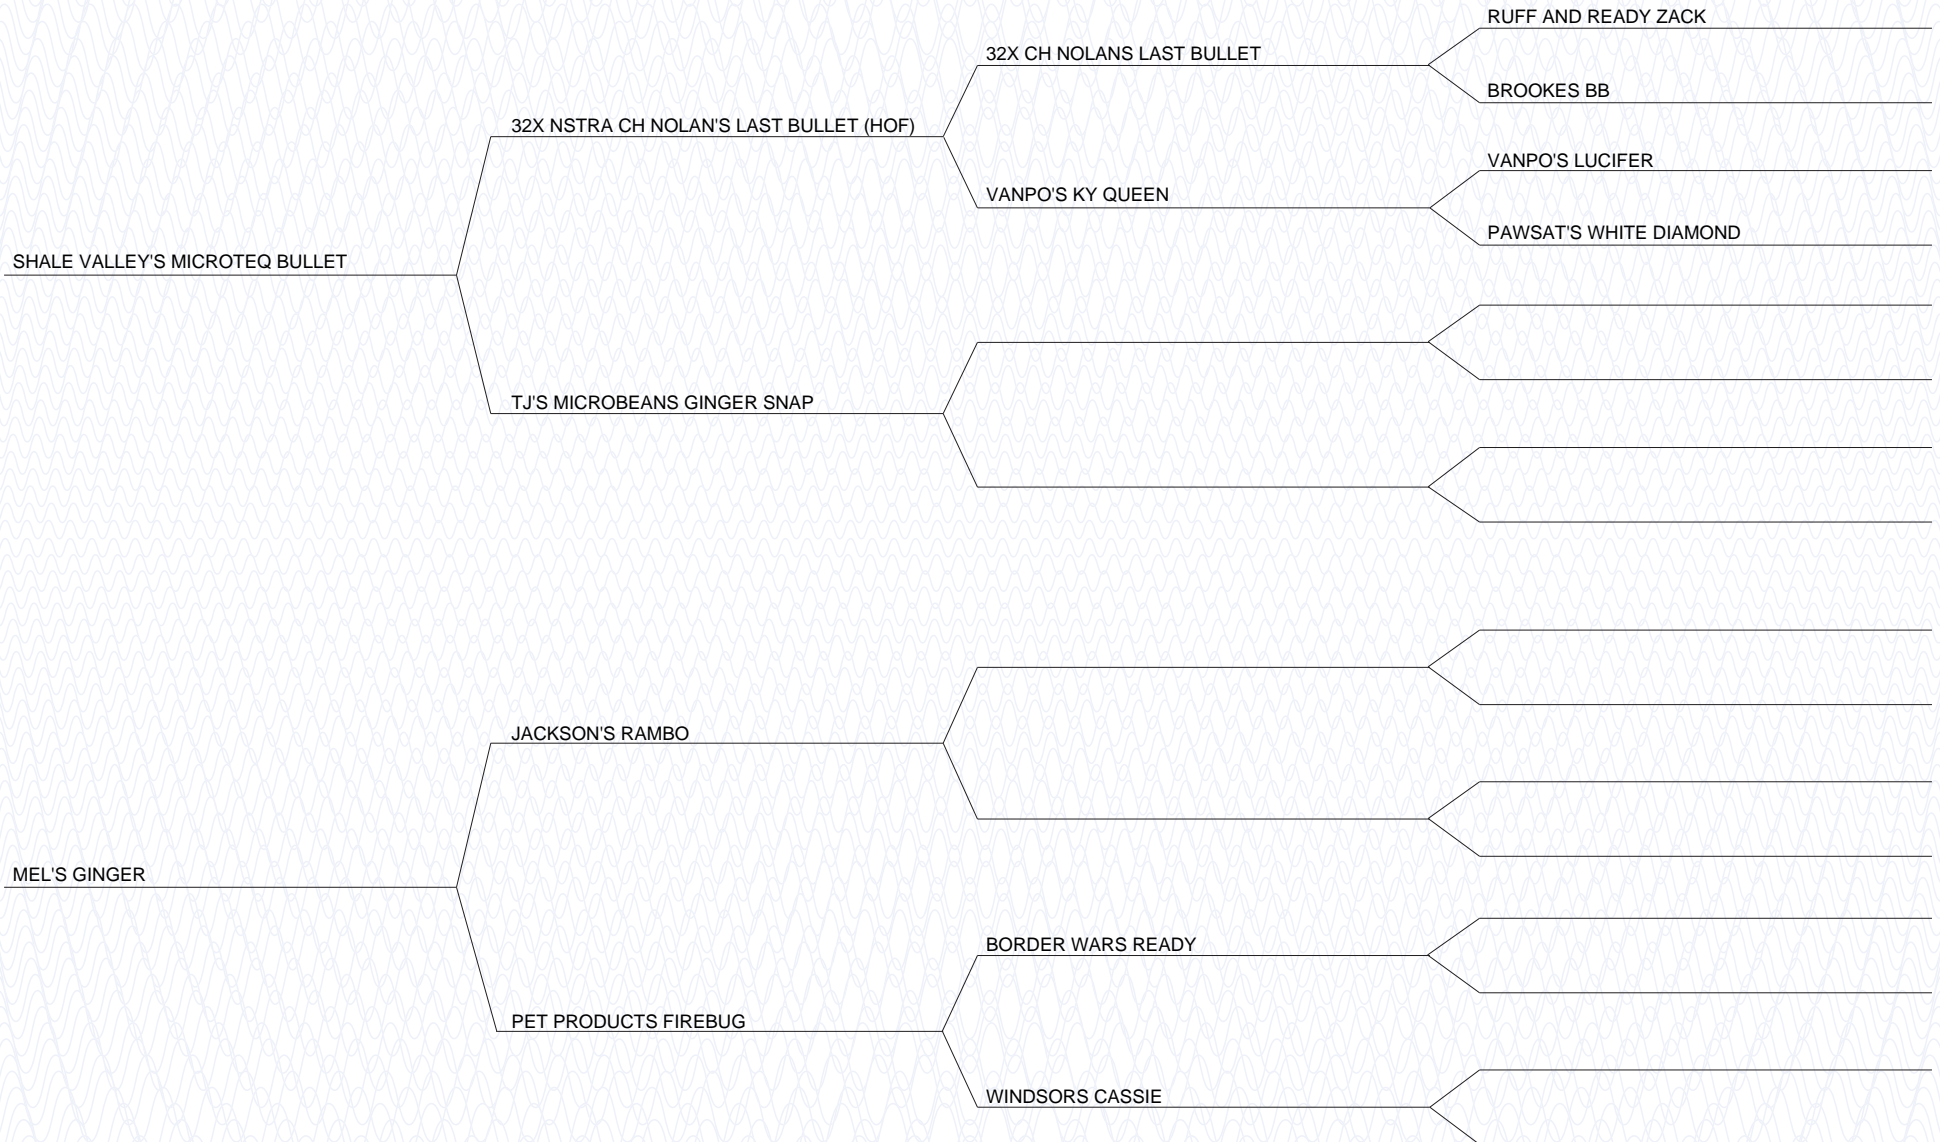 RUFF AND READY ZACK
32X CH NOLANS LAST BULLET
BROOKES BB
32X NSTRA CH NOLAN'S LAST BULLET (HOF)
VANPO'S LUCIFER
VANPO'S KY QUEEN
PAWSAT'S WHITE DIAMOND
SHALE VALLEY'S MICROTEQ BULLET
TJ'S MICROBEANS GINGER SNAP
JACKSON'S RAMBO
MEL'S GINGER
BORDER WARS READY
PET PRODUCTS FIREBUG
WINDSORS CASSIE